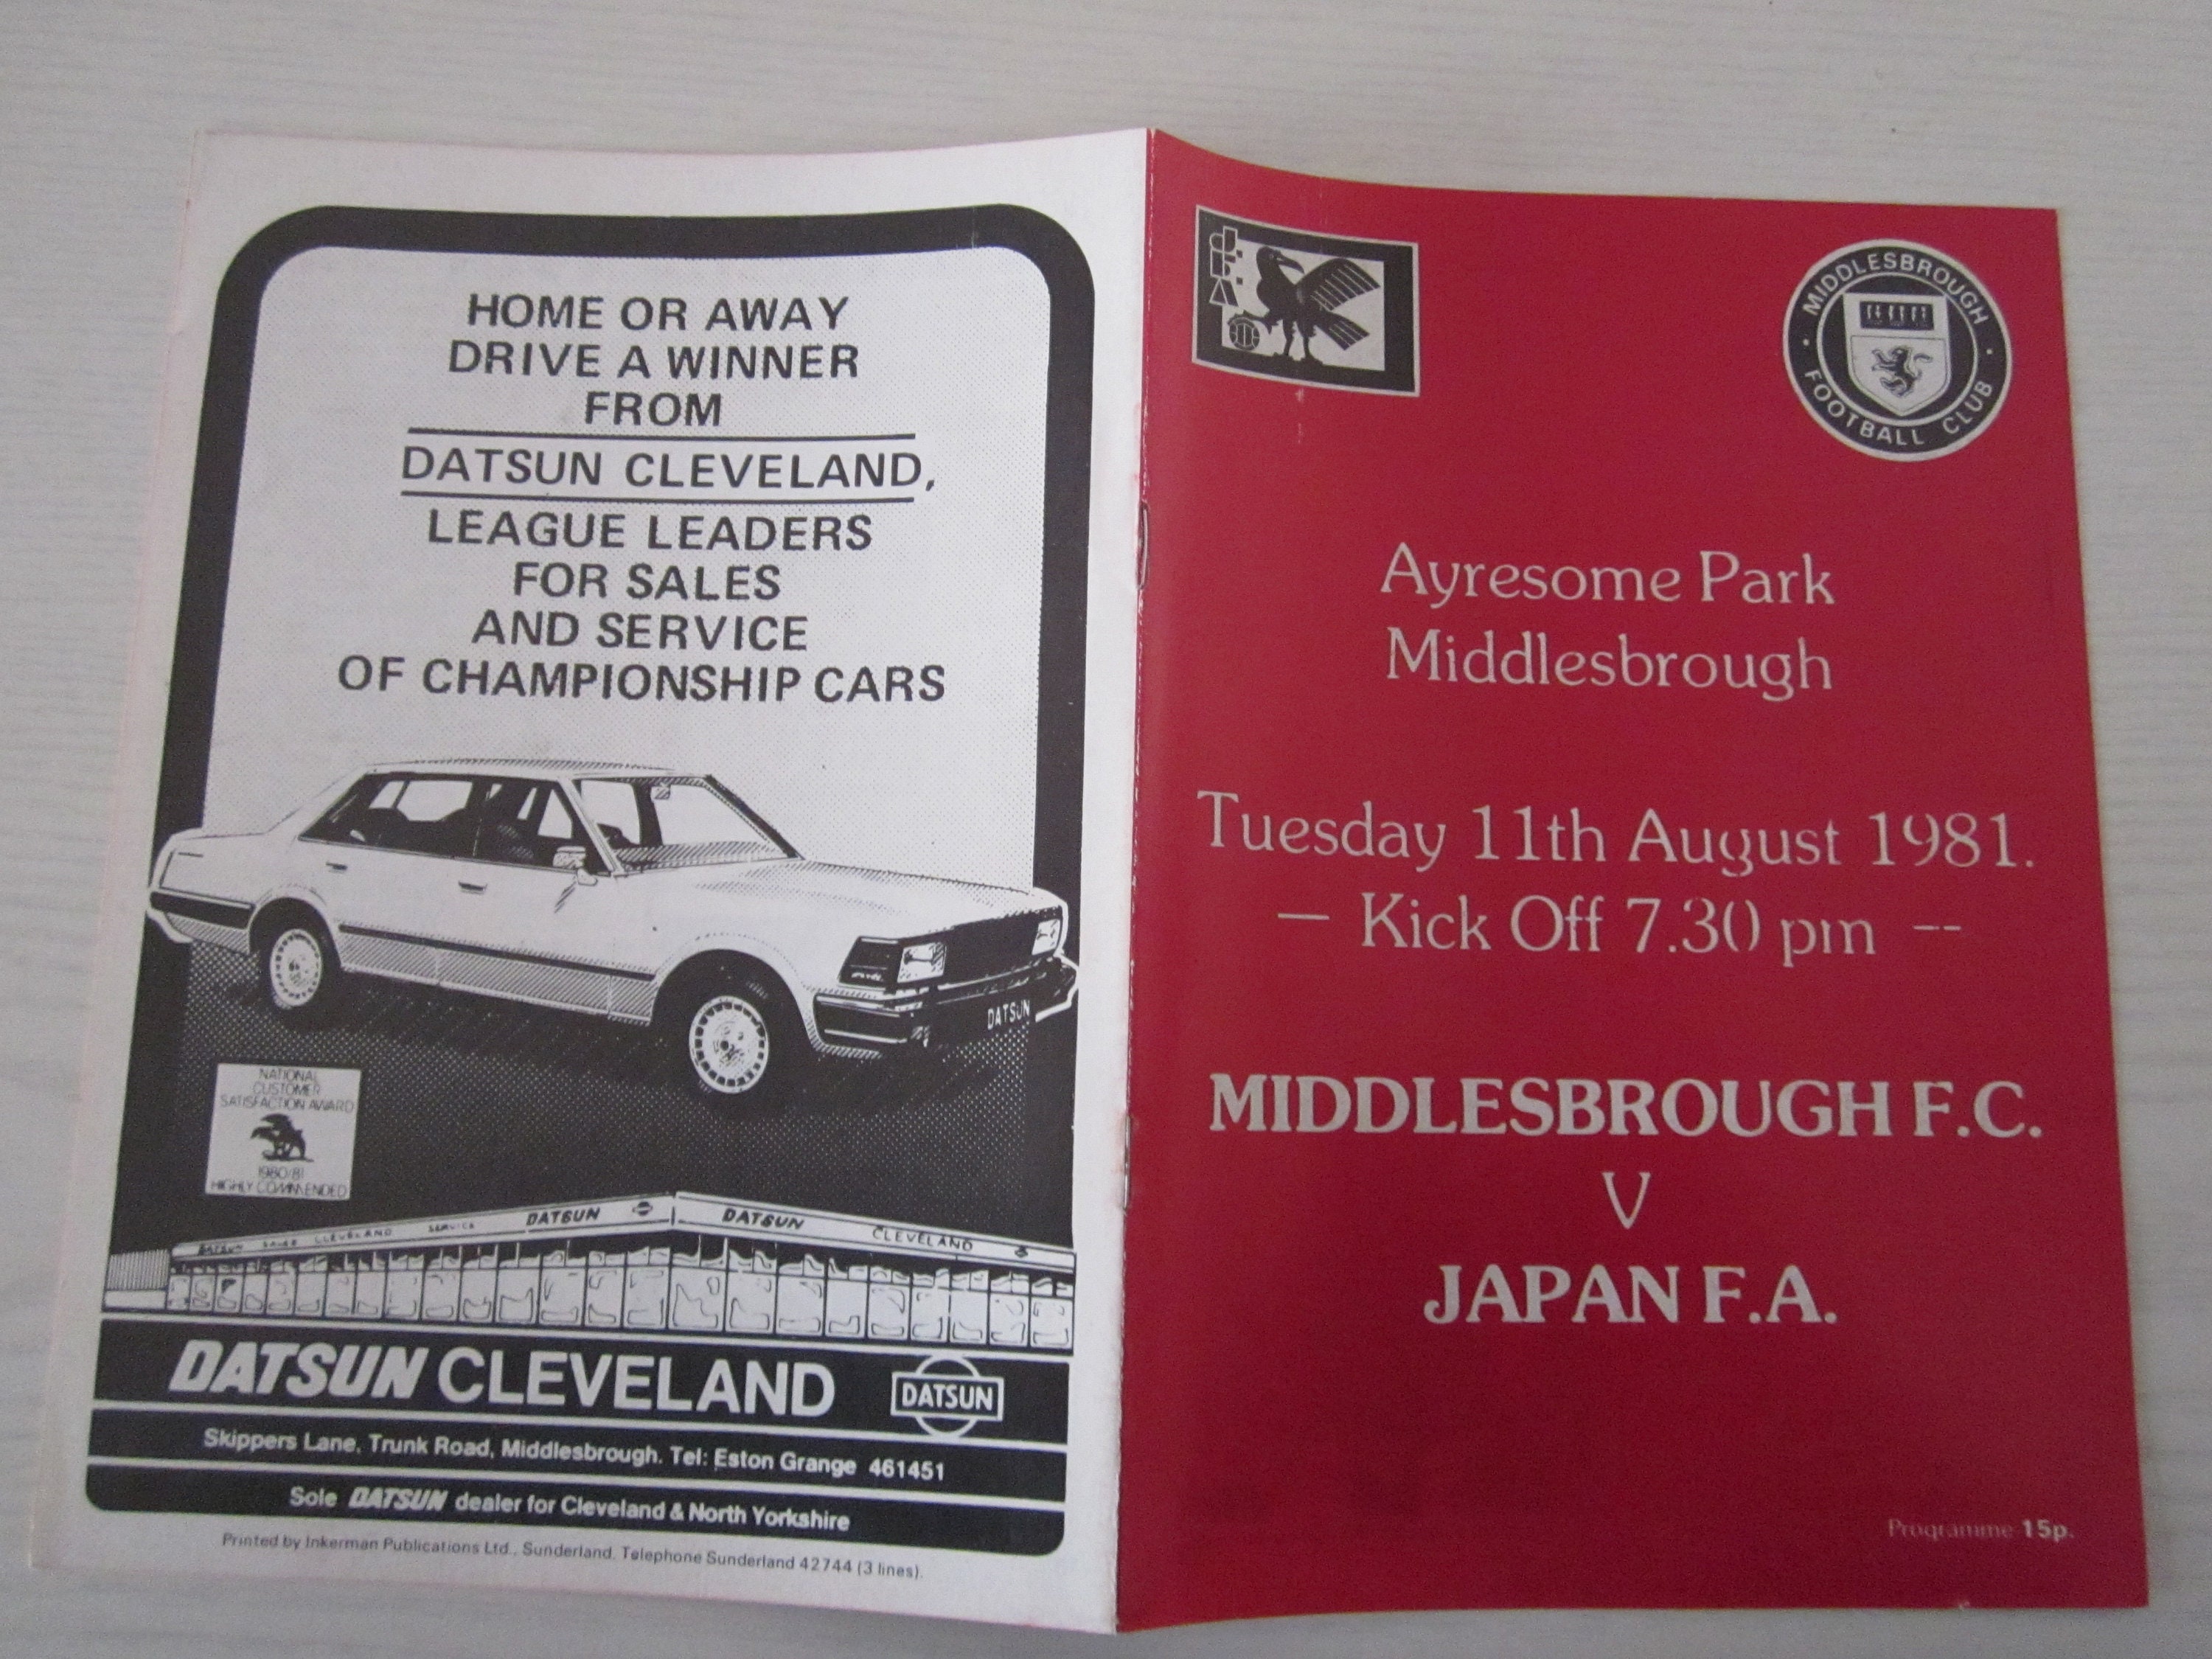 HOME OR AWAY
DRIVE A WINNER
FROM
DATSUN CLEVELAND,
LEAGUE LEADERS
FOR SALES
AND SERVICE
OF CHAMPIONSHIP CARS
DATSUN
NATIONAL
CUSTOMER
SATISFACTION AWARD
1980/81
HIGHLY COMMENDED
DATSUN SALES CLEVELAND SERVICE DATSUN
DATSUN CLEVELAND
DATSUN CLEVELAND
DATSUN
Skippers Lane, Trunk Road, Middlesbrough. Tel: Eston Grange 461451
Sole DATSUN dealer for Cleveland & North Yorkshire
Printed by Inkerman Publications Ltd., Sunderland. Telephone Sunderland 42744 (3 lines).
J.F.A
MIDDLESBROUGH
FOOTBALL CLUB
Ayresome Park
Middlesbrough
Tuesday 11th August 1981.
— Kick Off 7.30 pm --
MIDDLESBROUGH F.C.
V
JAPAN F.A.
Programme 15p.